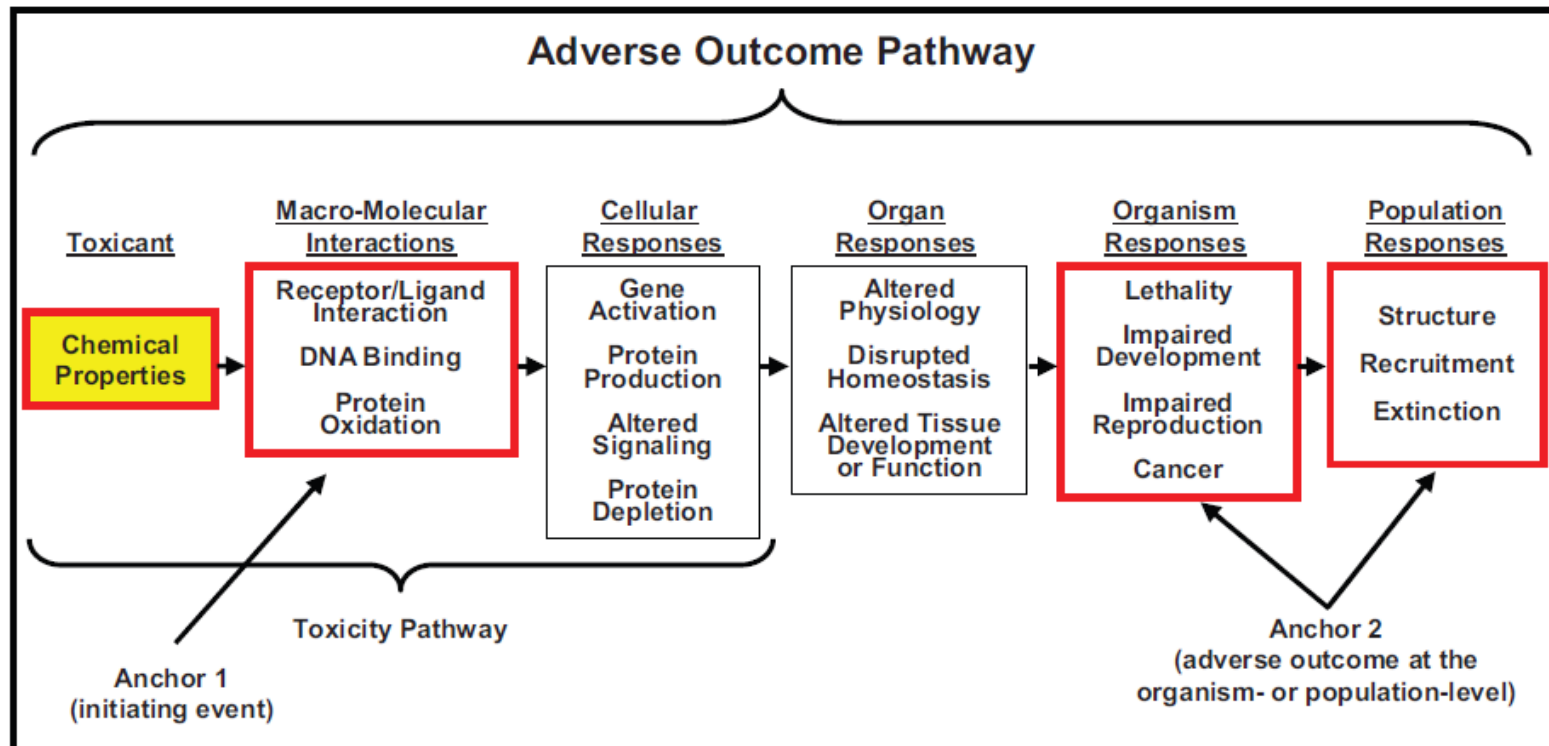 Adverse Outcome Pathway
Toxicant
Macro-Molecular
Interactions
Cellular
Responses
Organ
Responses
Organism
Responses
Population
Responses
Chemical
Properties
Receptor/Ligand
Interaction
DNA Binding
Protein
Oxidation
Gene
Activation
Protein
Production
Altered
Signaling
Protein
Depletion
Altered
Physiology
Disrupted
Homeostasis
Altered Tissue
Development
or Function
Lethality
Impaired
Development
Impaired
Reproduction
Cancer
Structure
Recruitment
Extinction
Toxicity Pathway
Anchor 1
(initiating event)
Anchor 2
(adverse outcome at the
organism- or population-level)